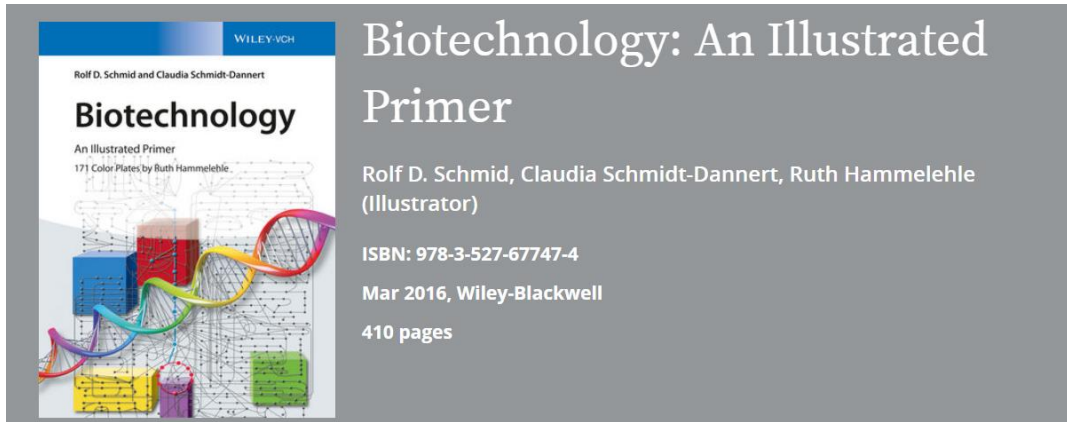 WILEY-VCH
Rolf D. Schmid and Claudia Schmidt-Dannert
Biotechnology
An Illustrated Primer
171 Color Plates by Ruth Hammelehle
Biotechnology: An Illustrated
Primer
Rolf D. Schmid, Claudia Schmidt-Dannert, Ruth Hammelehle
(Illustrator)
ISBN: 978-3-527-67747-4
Mar 2016, Wiley-Blackwell
410 pages